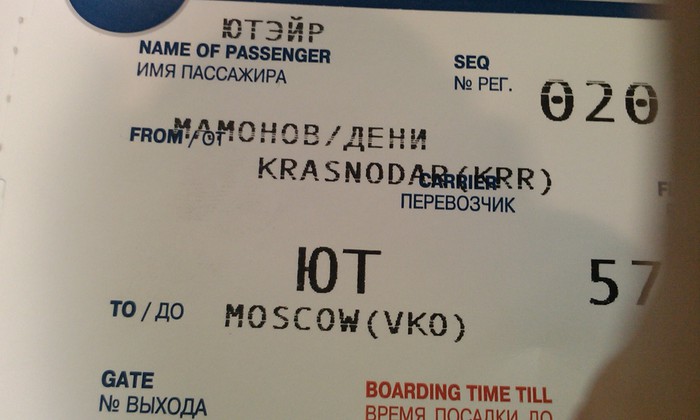 ЮТЭЙР
NAME OF PASSENGER
ИМЯ ПАССАЖИРА
SEQ
№ РЕГ.
020
МАМОНОВ/ДЕНИ
FROM / ОТ
KRASNODAR(KRR)
CARRIER
ПЕРЕВОЗЧИК
ЮТ
57
TO / ДО
MOSCOW(VKO)
GATE
№ ВЫХОДА
BOARDING TIME TILL
ВРЕМЯ ПОСАДКИ ДО